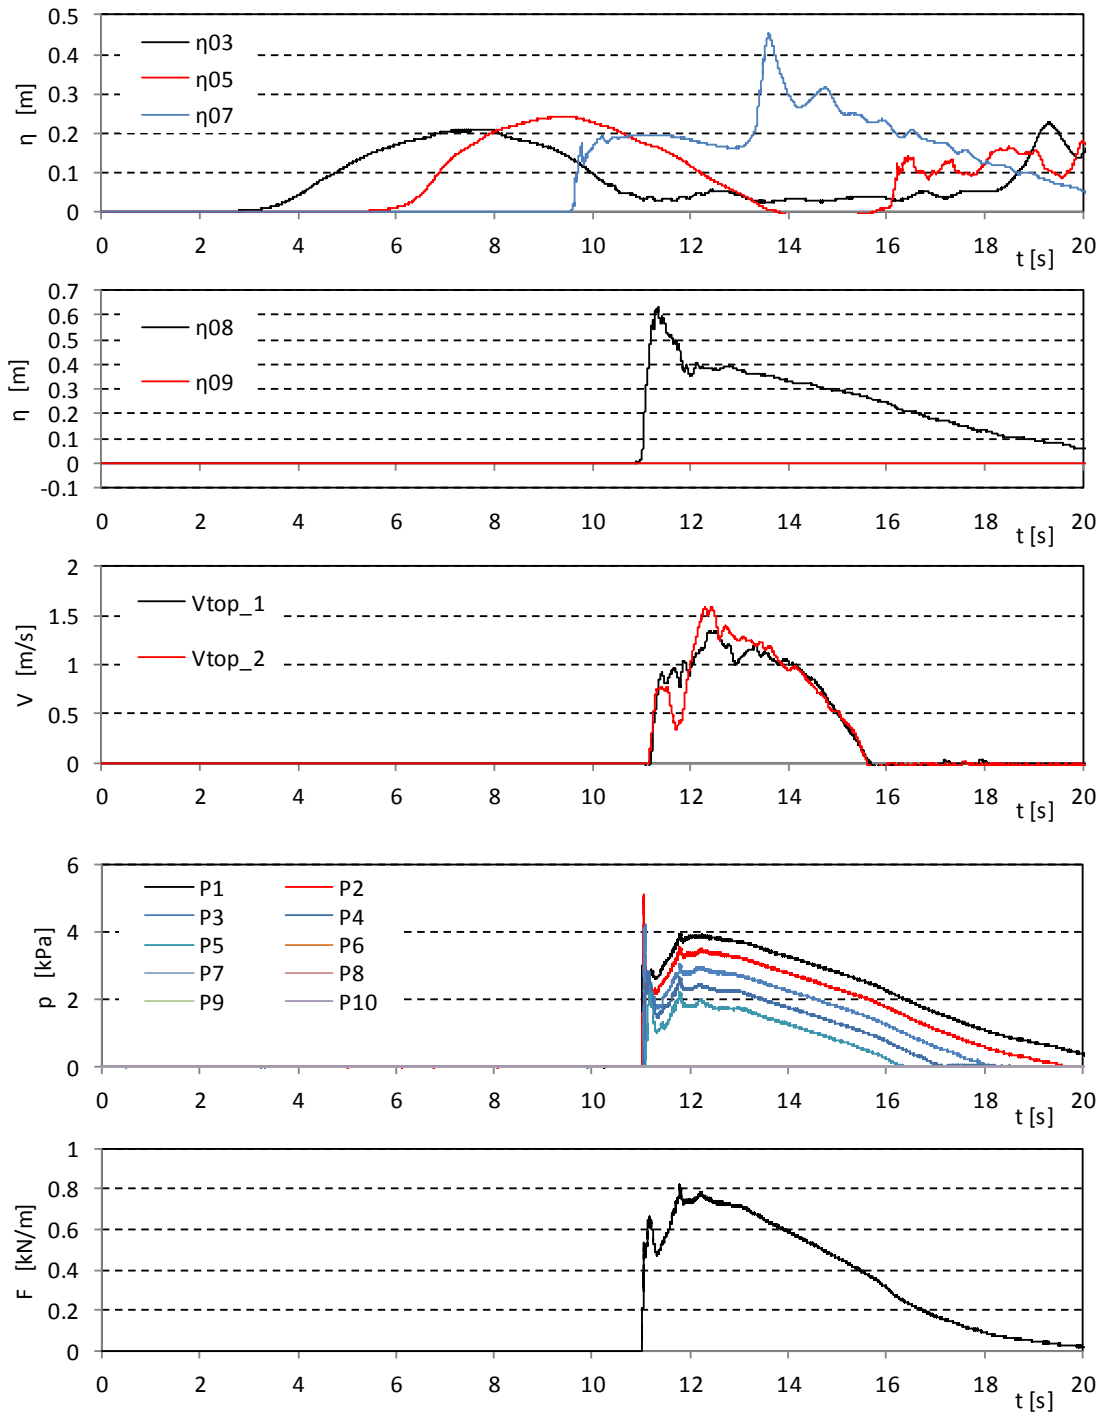 0.5
0.4
0.3
0.2
0.1
0
η [m]
η03
η05
η07
0 2 4 6 8 10 12 14 16 18 20
t [s]
0.7
0.6
0.5
0.4
0.3
0.2
0.1
0
-0.1
η [m]
η08
η09
0 2 4 6 8 10 12 14 16 18 20
t [s]
2
1.5
1
0.5
0
V [m/s]
Vtop_1
Vtop_2
0 2 4 6 8 10 12 14 16 18 20
t [s]
6
4
2
0
p [kPa]
P1 P2
P3 P4
P5 P6
P7 P8
P9 P10
0 2 4 6 8 10 12 14 16 18 20
t [s]
1
0.8
0.6
0.4
0.2
0
F [kN/m]
0 2 4 6 8 10 12 14 16 18 20
t [s]